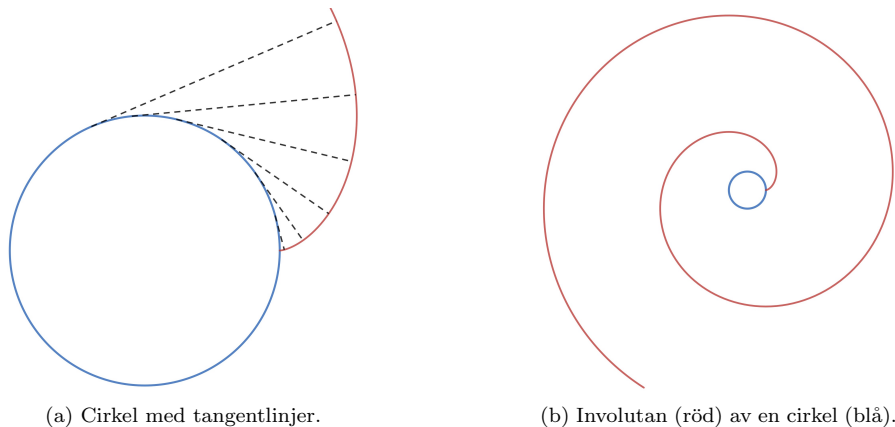 (a) Cirkel med tangentlinjer.
(b) Involutan (röd) av en cirkel (blå).